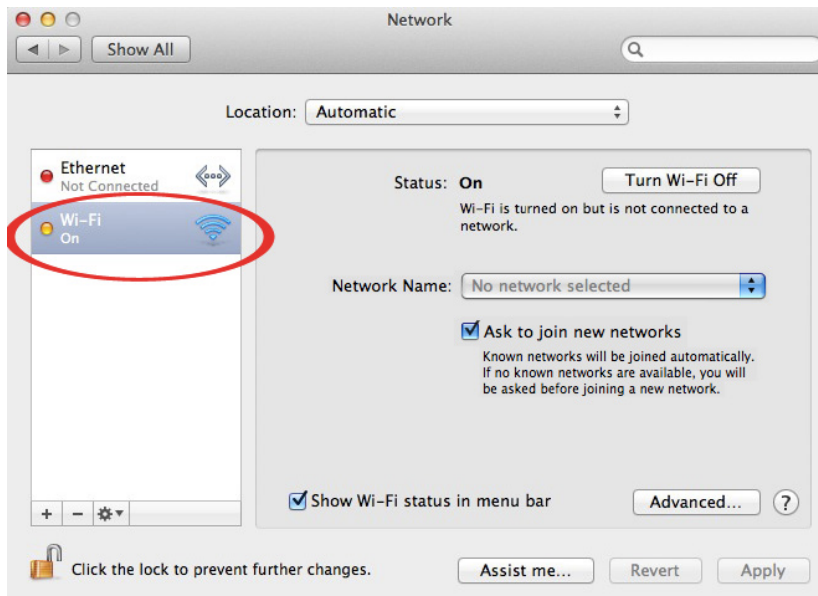 Network
Show All
Location: Automatic
Ethernet
Not Connected
Wi-Fi
On
Status: On
Turn Wi-Fi Off
Wi-Fi is turned on but is not connected to a
network.
Network Name: No network selected
Ask to join new networks
Known networks will be joined automatically.
If no known networks are available, you will
be asked before joining a new network.
Show Wi-Fi status in menu bar
Advanced... ?
+ −
Click the lock to prevent further changes.
Assist me... Revert Apply